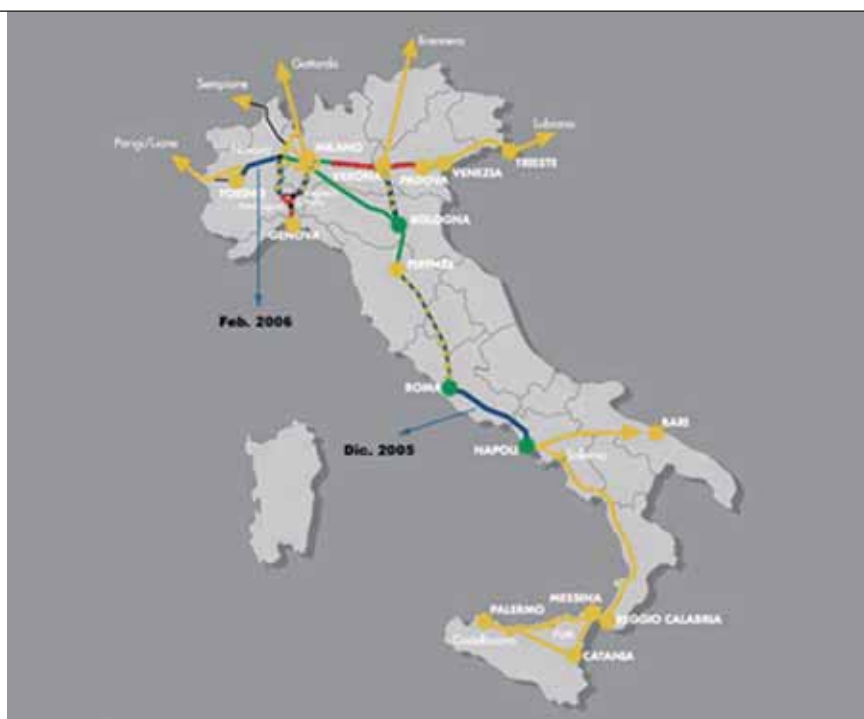 Brennero
Gottardo
Sempione
Lubiana
Parigi/Lione
MILANO
TRIESTE
VERONA
VENEZIA
PADOVA
TORINO
BOLOGNA
GENOVA
FIRENZE
Feb. 2006
ROMA
BARI
Dic. 2005
NAPOLI
Salerno
MESSINA
PALERMO
REGGIO CALABRIA
CATANIA